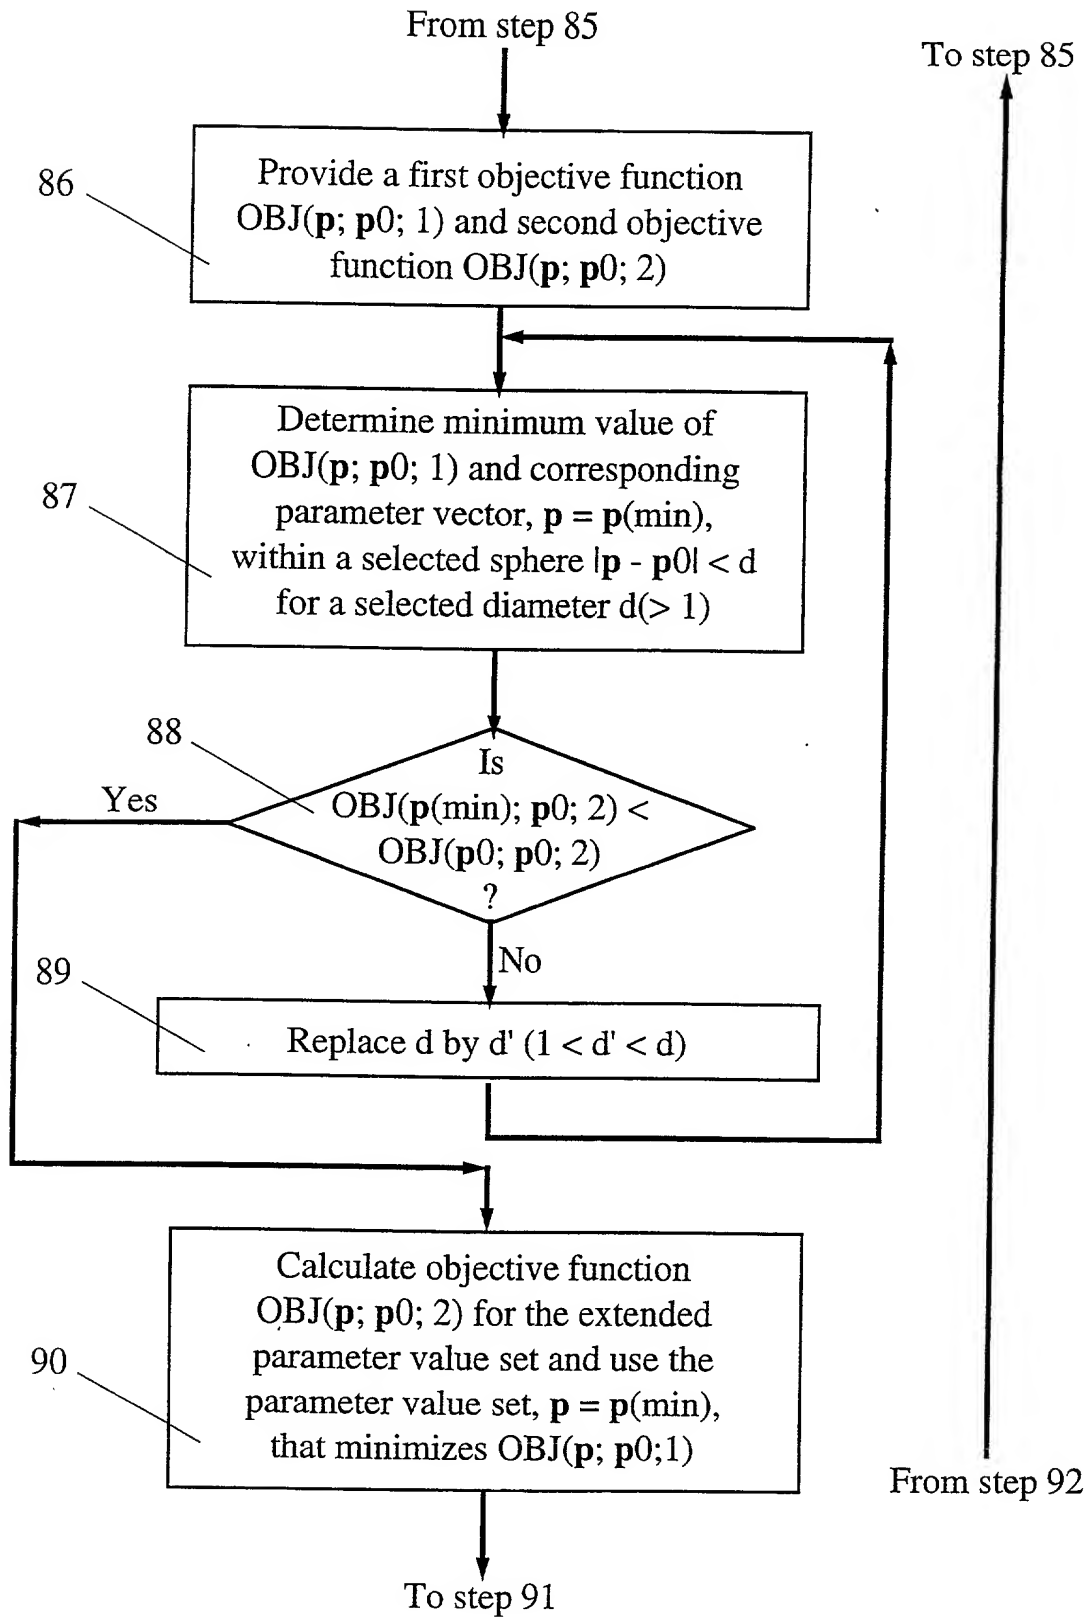 From step 85
To step 85
86
Provide a first objective function
OBJ(p; p0; 1) and second objective
function OBJ(p; p0; 2)
87
Determine minimum value of
OBJ(p; p0; 1) and corresponding
parameter vector, p = p(min),
within a selected sphere |p - p0| < d
for a selected diameter d(> 1)
88
Is
OBJ(p(min); p0; 2) <
OBJ(p0; p0; 2)
?
Yes
No
89
Replace d by d' (1 < d' < d)
90
Calculate objective function
OBJ(p; p0; 2) for the extended
parameter value set and use the
parameter value set, p = p(min),
that minimizes OBJ(p; p0;1)
From step 92
To step 91